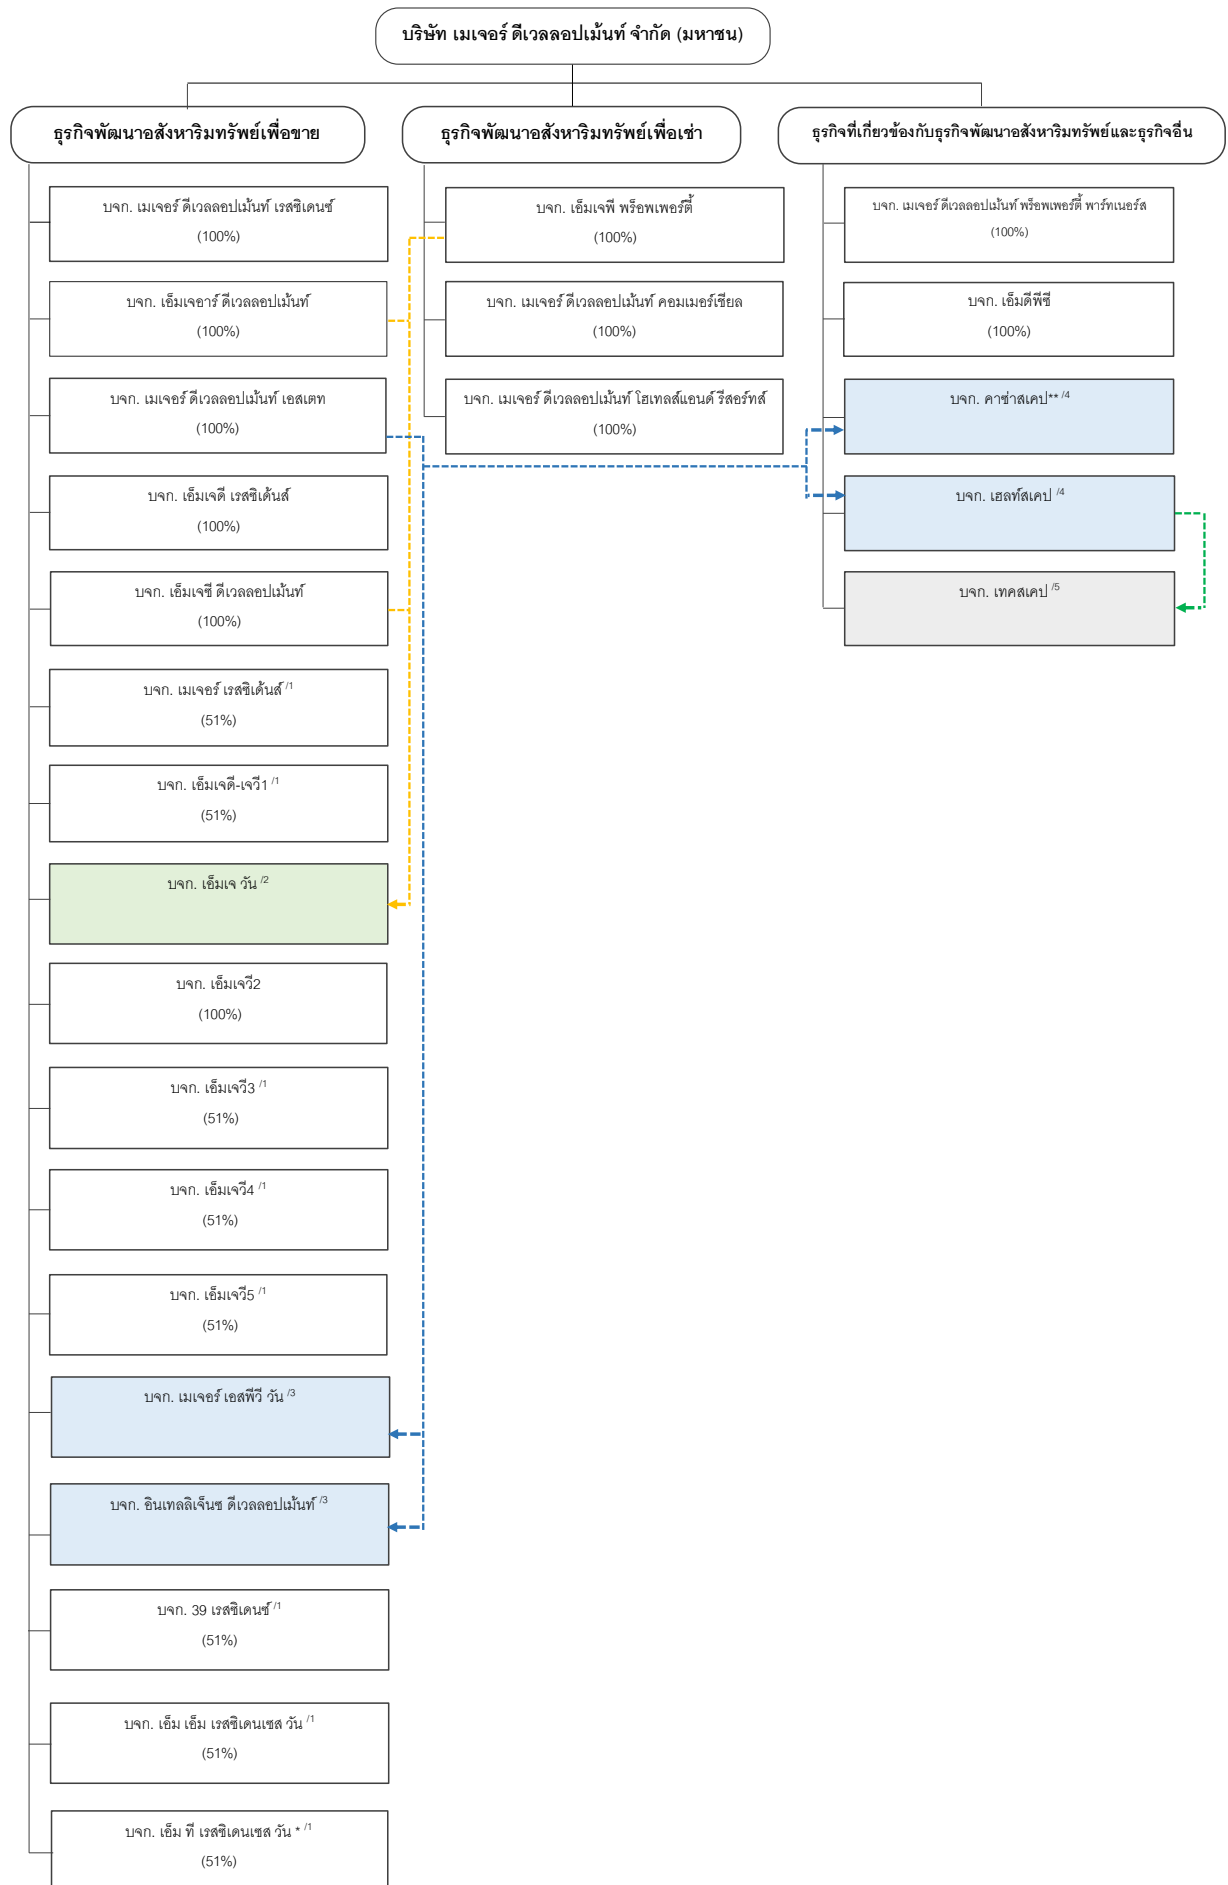 บริษัท เมเจอร์ ดีเวลลอปเม้นท์ จำกัด (มหาชน)
ธุรกิจพัฒนาอสังหาริมทรัพย์เพื่อขาย
บจก. เมเจอร์ ดีเวลลอปเม้นท์ เรสซิเดนซ์
(100%)
บจก. เอ็มเจอาร์ ดีเวลลอปเม้นท์
(100%)
บจก. เมเจอร์ ดีเวลลอปเม้นท์ เอสเตท
(100%)
บจก. เอ็มเจดี เรสซิเด้นส์
(100%)
บจก. เอ็มเจซี ดีเวลลอปเม้นท์
(100%)
บจก. เมเจอร์ เรสซิเด้นส์ /1
(51%)
บจก. เอ็มเจดี-เจวี1 /1
(51%)
บจก. เอ็มเจ วัน /2
บจก. เอ็มเจวี2
(100%)
บจก. เอ็มเจวี3 /1
(51%)
บจก. เอ็มเจวี4 /1
(51%)
บจก. เอ็มเจวี5 /1
(51%)
บจก. เมเจอร์ เอสพีวี วัน /3
บจก. อินเทลลิเจ็นซ ดีเวลลอปเม้นท์ /3
บจก. 39 เรสซิเดนซ์ /1
(51%)
บจก. เอ็ม เอ็ม เรสซิเดนเซส วัน /1
(51%)
บจก. เอ็ม ที เรสซิเดนเซส วัน * /1
(51%)
ธุรกิจพัฒนาอสังหาริมทรัพย์เพื่อเช่า
บจก. เอ็มเจพี พร็อพเพอร์ตี้
(100%)
บจก. เมเจอร์ ดีเวลลอปเม้นท์ คอมเมอร์เชียล
(100%)
บจก. เมเจอร์ ดีเวลลอปเม้นท์ โฮเทลส์แอนด์ รีสอร์ทส์
(100%)
ธุรกิจที่เกี่ยวข้องกับธุรกิจพัฒนาอสังหาริมทรัพย์และธุรกิจอื่น
บจก. เมเจอร์ ดีเวลลอปเม้นท์ พร็อพเพอร์ตี้ พาร์ทเนอร์ส
(100%)
บจก. เอ็มดีพีซี
(100%)
บจก. คาซ่าสเคป** /4
บจก. เฮลท์สเคป /4
บจก. เทคสเคป /5